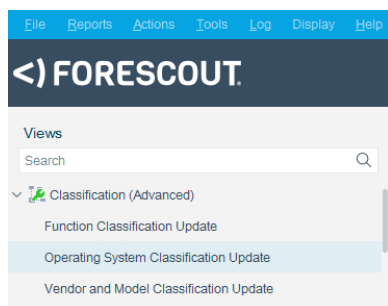 File Reports Actions Tools Log Display Help
<) FORESCOUT.
Views
Search
Classification (Advanced)
Function Classification Update
Operating System Classification Update
Vendor and Model Classification Update